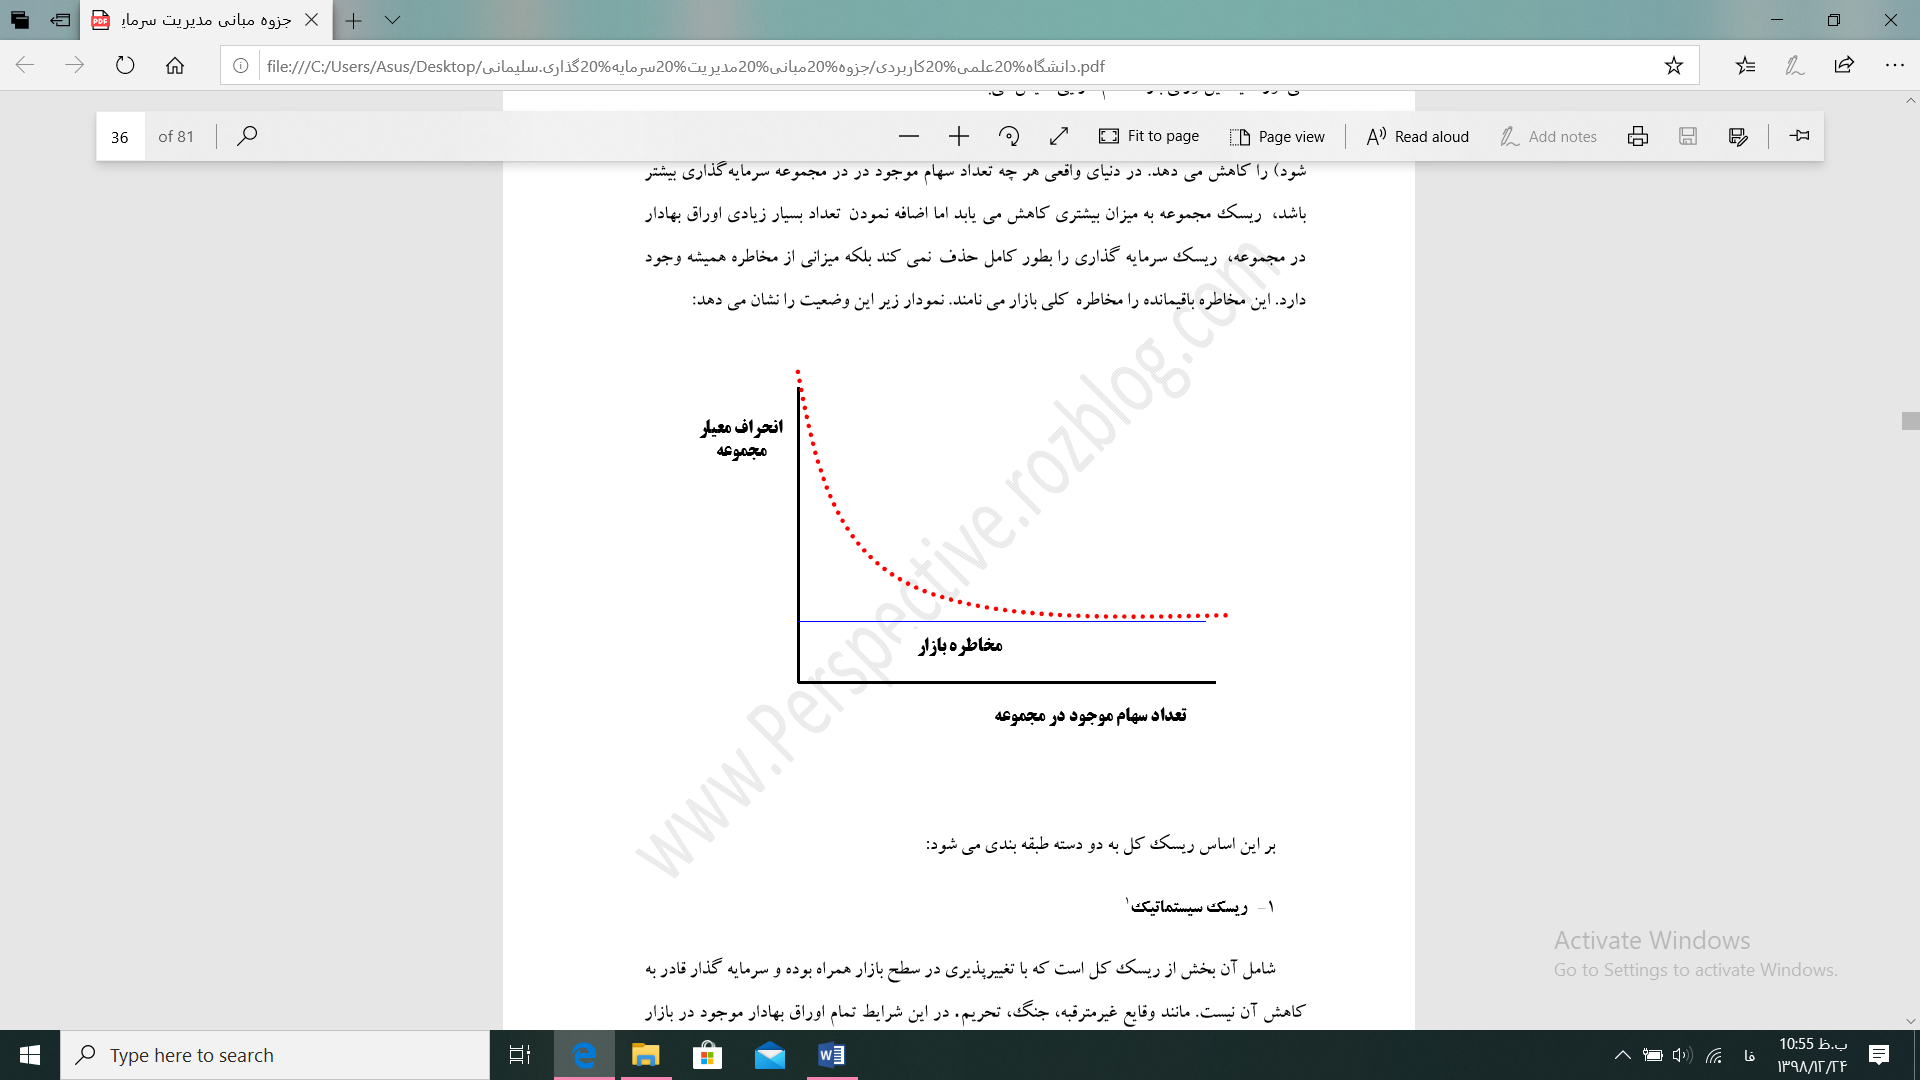 جزوه مبانی مدیریت سرمای
file:///C:/Users/Asus/Desktop/دانشگاه%20علمی%20کاربردی/جزوه%20مبانی%20مدیریت%20سرمایه%20گذاری.سلیمانی.pdf
36 of 81
Fit to page
Page view
Read aloud
Add notes
شود) را کاهش می دهد. در دنیای واقعی هر چه تعداد سهام موجود در در مجموعه سرمایه گذاری بیشتر
باشد، ریسک مجموعه به میزان بیشتری کاهش می یابد اما اضافه نمودن تعداد بسیار زیادی اوراق بهادار
در مجموعه، ریسک سرمایه گذاری را بطور کامل حذف نمی کند بلکه میزانی از مخاطره همیشه وجود
دارد. این مخاطره باقیمانده را مخاطره کلی بازار می نامند. نمودار زیر این وضعیت را نشان می دهد:
انحراف معیار
مجموعه
مخاطره بازار
تعداد سهام موجود در مجموعه
www.Perspective.rozblog.com
بر این اساس ریسک کل به دو دسته طبقه بندی می شود:
۱- ریسک سیستماتیک۱
شامل آن بخش از ریسک کل است که با تغییرپذیری در سطح بازار همراه بوده و سرمایه گذار قادر به
کاهش آن نیست. مانند وقایع غیرمترقبه، جنگ، تحریم. در این شرایط تمام اوراق بهادار موجود در بازار
Activate Windows
Go to Settings to activate Windows.
Type here to search
فا
10:55 ب.ظ
۱۳۹۸/۱۲/۲۴